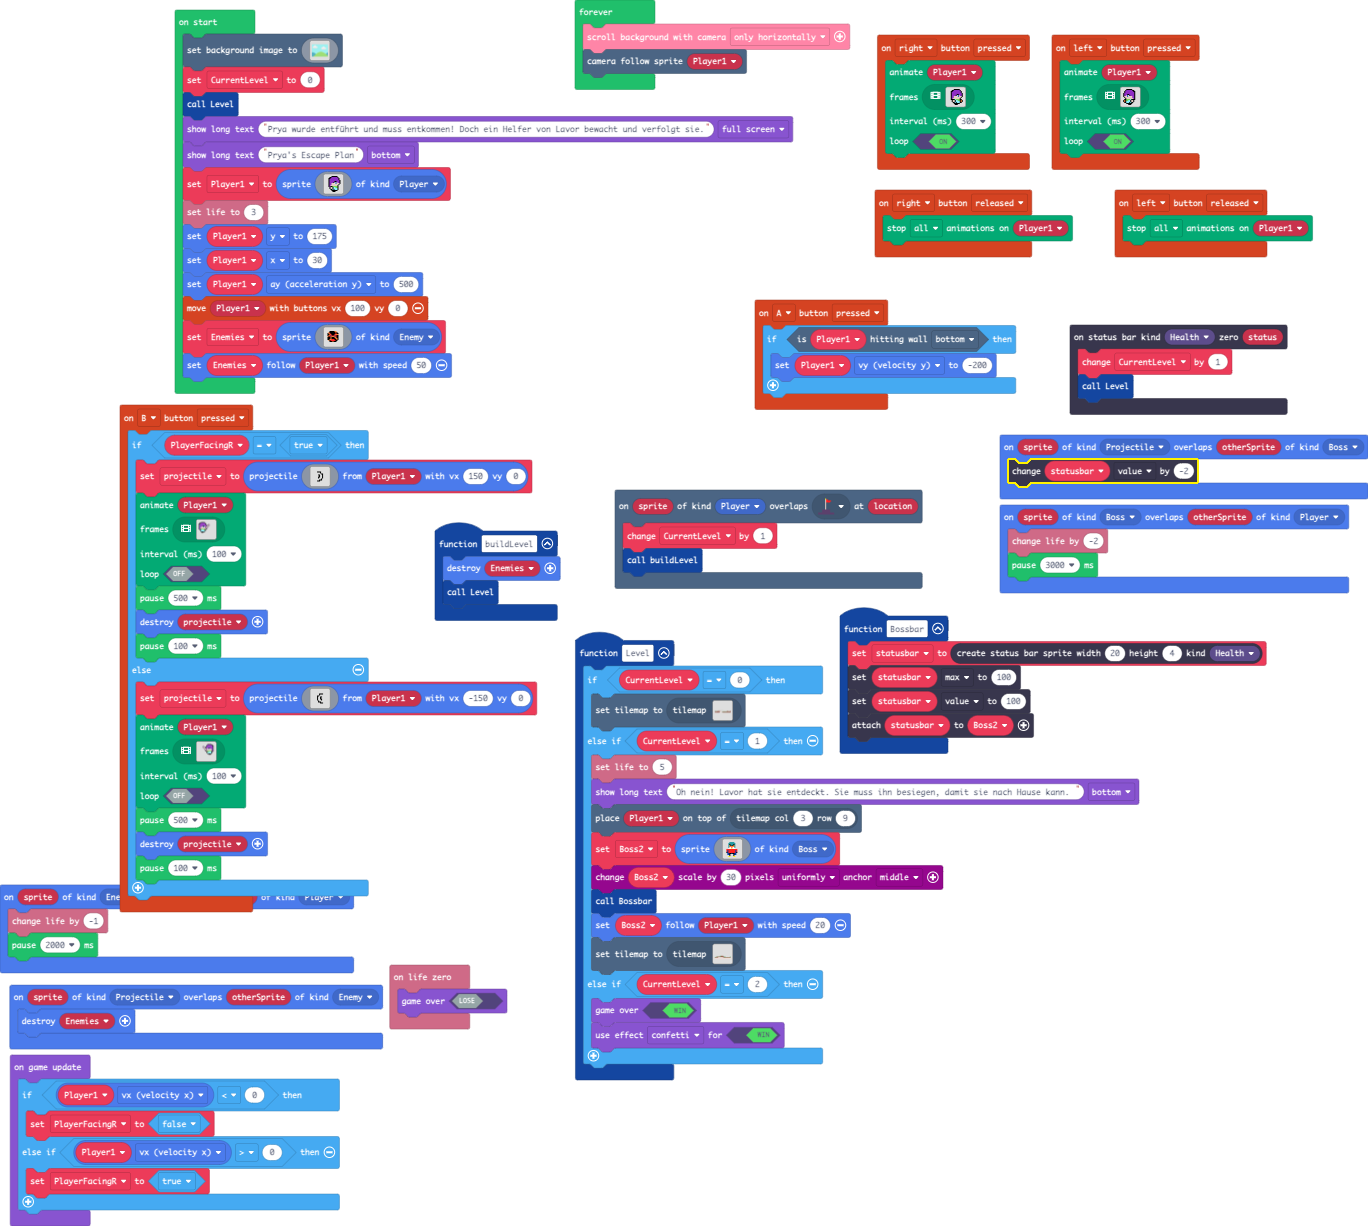 on start
set background image to
set CurrentLevel to 0
call Level
show long text "Prya wurde entführt und muss entkommen! Doch ein Helfer von Lavor bewacht und verfolgt sie." full screen
show long text "Prya's Escape Plan" bottom
set Player1 to sprite of kind Player
set life to 3
set Player1 y to 175
set Player1 x to 30
set Player1 ay (acceleration y) to 500
move Player1 with buttons vx 100 vy 0
set Enemies to sprite of kind Enemy
set Enemies follow Player1 with speed 50
forever
scroll background with camera only horizontally
camera follow sprite Player1
on right button pressed
animate Player1
frames
interval (ms) 300
loop ON
on left button pressed
animate Player1
frames
interval (ms) 300
loop ON
on right button released
stop all animations on Player1
on left button released
stop all animations on Player1
on A button pressed
if is Player1 hitting wall bottom then
set Player1 vy (velocity y) to -200
on status bar kind Health zero status
change CurrentLevel by 1
call Level
on B button pressed
if PlayerFacingR = true then
set projectile to projectile from Player1 with vx 150 vy 0
animate Player1
frames
interval (ms) 100
loop OFF
pause 500 ms
destroy projectile
pause 100 ms
else
set projectile to projectile from Player1 with vx -150 vy 0
animate Player1
frames
interval (ms) 100
loop OFF
pause 500 ms
destroy projectile
pause 100 ms
function buildLevel
destroy Enemies
call Level
on sprite of kind Player overlaps at location
change CurrentLevel by 1
call buildLevel
on sprite of kind Projectile overlaps otherSprite of kind Boss
change statusbar value by -2
on sprite of kind Boss overlaps otherSprite of kind Player
change life by -2
pause 3000 ms
function Level
if CurrentLevel = 0 then
set tilemap to tilemap
else if CurrentLevel = 1 then
set life to 5
show long text "Oh nein! Lavor hat sie entdeckt. Sie muss ihn besiegen, damit sie nach Hause kann. " bottom
place Player1 on top of tilemap col 3 row 9
set Boss2 to sprite of kind Boss
change Boss2 scale by 30 pixels uniformly anchor middle
call Bossbar
set Boss2 follow Player1 with speed 20
set tilemap to tilemap
else if CurrentLevel = 2 then
game over WIN
use effect confetti for WIN
function Bossbar
set statusbar to create status bar sprite width 20 height 4 kind Health
set statusbar max to 100
set statusbar value to 100
attach statusbar to Boss2
on sprite of kind Ene of kind Player
change life by -1
pause 2000 ms
on life zero
game over LOSE
on sprite of kind Projectile overlaps otherSprite of kind Enemy
destroy Enemies
on game update
if Player1 vx (velocity x) < 0 then
set PlayerFacingR to false
else if Player1 vx (velocity x) > 0 then
set PlayerFacingR to true